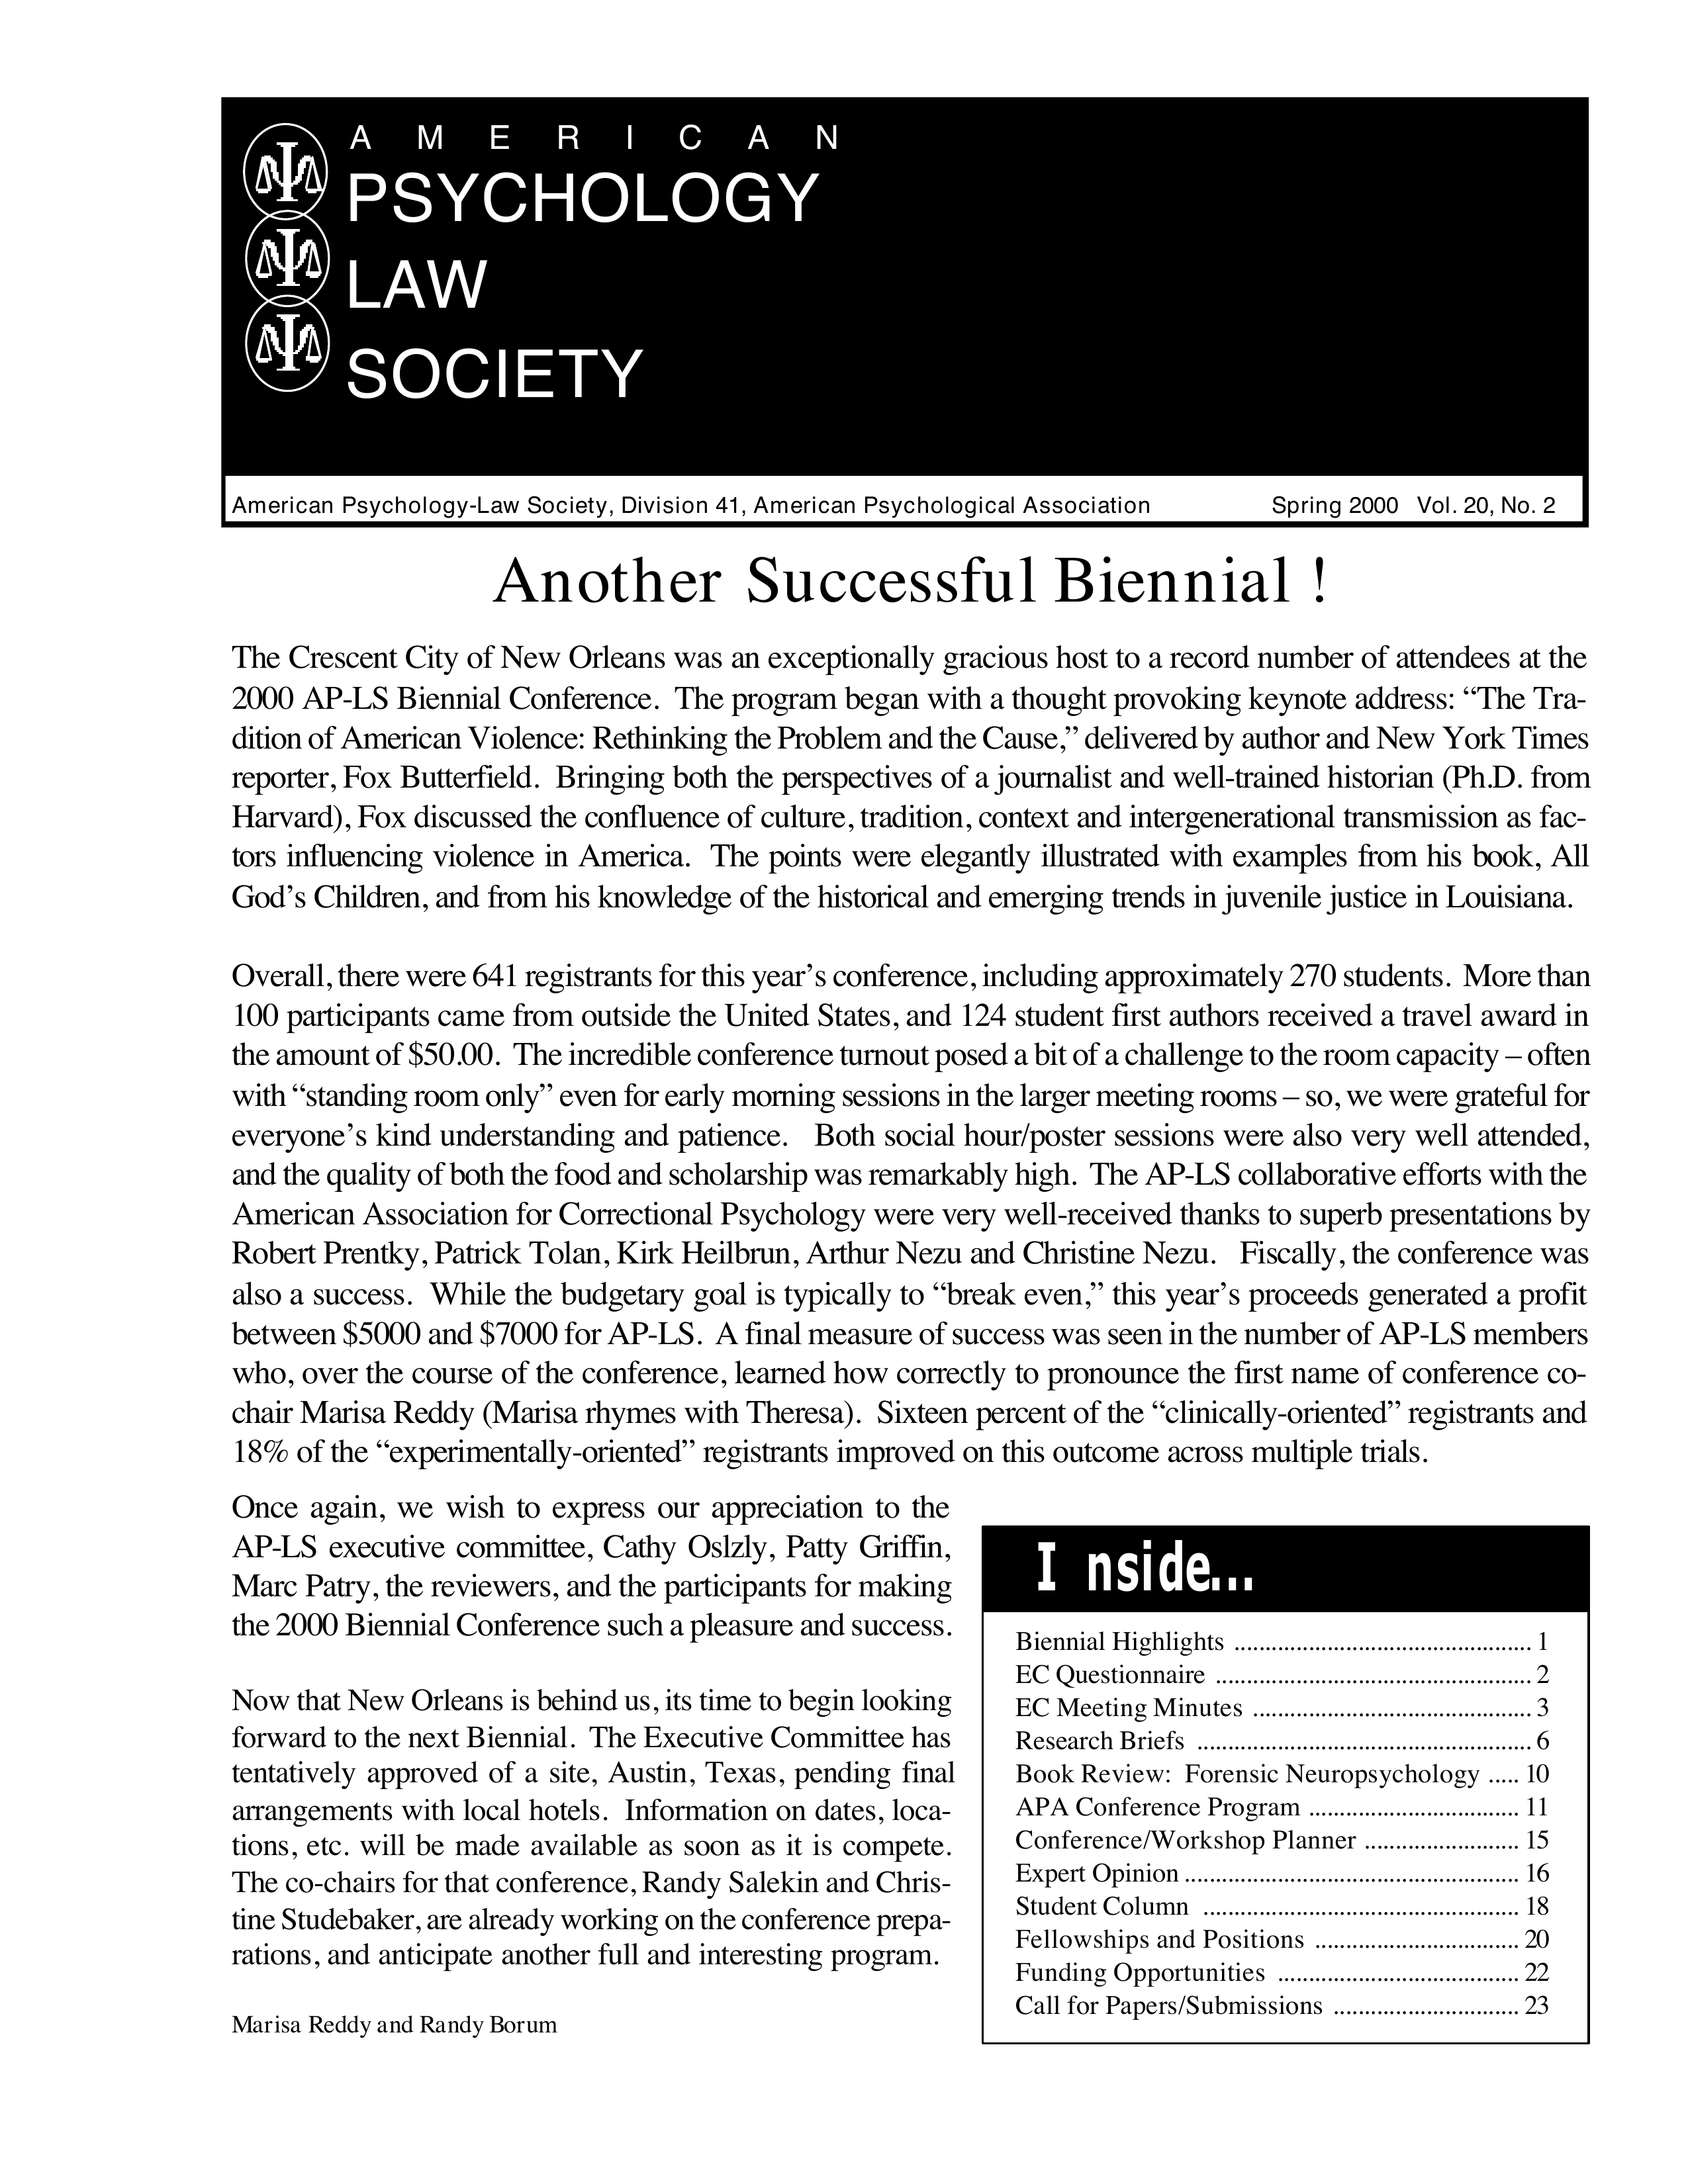 A M E R I C A N
PSYCHOLOGY
LAW
SOCIETY
American Psychology-Law Society, Division 41, American Psychological Association Spring 2000 Vol. 20, No. 2
Another Successful Biennial !
The Crescent City of New Orleans was an exceptionally gracious host to a record number of attendees at the
2000 AP-LS Biennial Conference. The program began with a thought provoking keynote address: “The Tra-
dition of American Violence: Rethinking the Problem and the Cause,” delivered by author and New York Times
reporter, Fox Butterfield. Bringing both the perspectives of a journalist and well-trained historian (Ph.D. from
Harvard), Fox discussed the confluence of culture, tradition, context and intergenerational transmission as fac-
tors influencing violence in America. The points were elegantly illustrated with examples from his book, All
God’s Children, and from his knowledge of the historical and emerging trends in juvenile justice in Louisiana.
Overall, there were 641 registrants for this year’s conference, including approximately 270 students. More than
100 participants came from outside the United States, and 124 student first authors received a travel award in
the amount of $50.00. The incredible conference turnout posed a bit of a challenge to the room capacity – often
with “standing room only” even for early morning sessions in the larger meeting rooms – so, we were grateful for
everyone’s kind understanding and patience. Both social hour/poster sessions were also very well attended,
and the quality of both the food and scholarship was remarkably high. The AP-LS collaborative efforts with the
American Association for Correctional Psychology were very well-received thanks to superb presentations by
Robert Prentky, Patrick Tolan, Kirk Heilbrun, Arthur Nezu and Christine Nezu. Fiscally, the conference was
also a success. While the budgetary goal is typically to “break even,” this year’s proceeds generated a profit
between $5000 and $7000 for AP-LS. A final measure of success was seen in the number of AP-LS members
who, over the course of the conference, learned how correctly to pronounce the first name of conference co-
chair Marisa Reddy (Marisa rhymes with Theresa). Sixteen percent of the “clinically-oriented” registrants and
18% of the “experimentally-oriented” registrants improved on this outcome across multiple trials.
Once again, we wish to express our appreciation to the
AP-LS executive committee, Cathy Oslzly, Patty Griffin,
Marc Patry, the reviewers, and the participants for making
the 2000 Biennial Conference such a pleasure and success.
Now that New Orleans is behind us, its time to begin looking
forward to the next Biennial. The Executive Committee has
tentatively approved of a site, Austin, Texas, pending final
arrangements with local hotels. Information on dates, loca-
tions, etc. will be made available as soon as it is compete.
The co-chairs for that conference, Randy Salekin and Chris-
tine Studebaker, are already working on the conference prepa-
rations, and anticipate another full and interesting program.
Marisa Reddy and Randy Borum
I nside...
Biennial Highlights ................................................ 1
EC Questionnaire ................................................... 2
EC Meeting Minutes ............................................. 3
Research Briefs ...................................................... 6
Book Review: Forensic Neuropsychology ..... 10
APA Conference Program .................................. 11
Conference/Workshop Planner ......................... 15
Expert Opinion ...................................................... 16
Student Column ................................................... 18
Fellowships and Positions ................................. 20
Funding Opportunities ....................................... 22
Call for Papers/Submissions .............................. 23